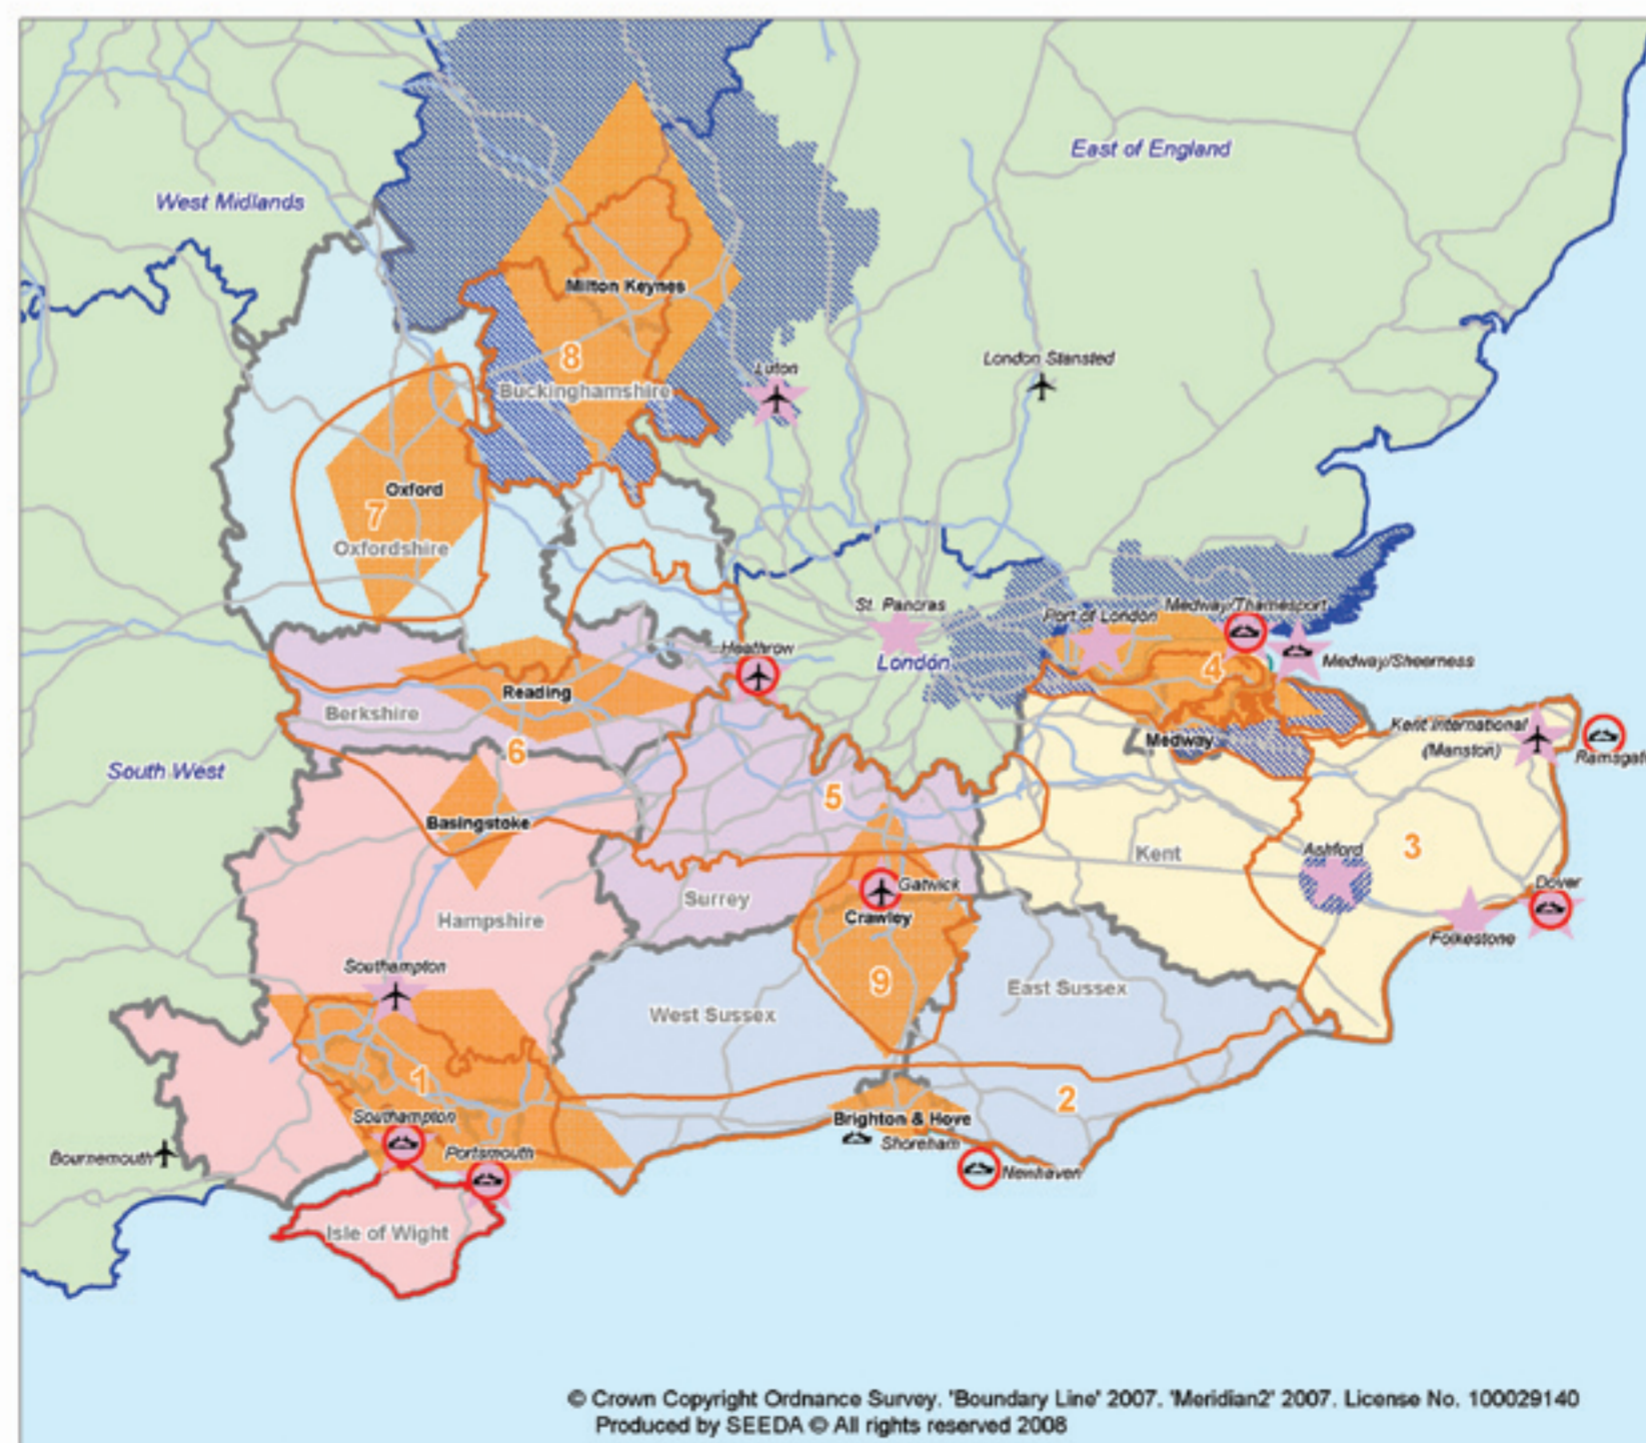 East of England
West Midlands
Milton Keynes
8
Buckinghamshire
Luton
London Stansted
Oxford
7
Oxfordshire
St. Pancras
Port of London
Medway/Thamesport
London
4
Medway/Sheerness
Heathrow
Reading
Berkshire
Kent International
(Manston)
Medway
Ramsgat
South West
6
5
Basingstoke
Kent
Ashford
3
Surrey
Gatwick
Crawley
Hampshire
Dover
Folkestone
Southampton
9
East Sussex
West Sussex
1
2
Southampton
Brighton & Hove
Shoreham
Bournemouth
Portsmouth
Newhaven
Isle of Wight
© Crown Copyright Ordnance Survey. 'Boundary Line' 2007. 'Meridian2' 2007. License No. 100029140
Produced by SEEDA © All rights reserved 2008